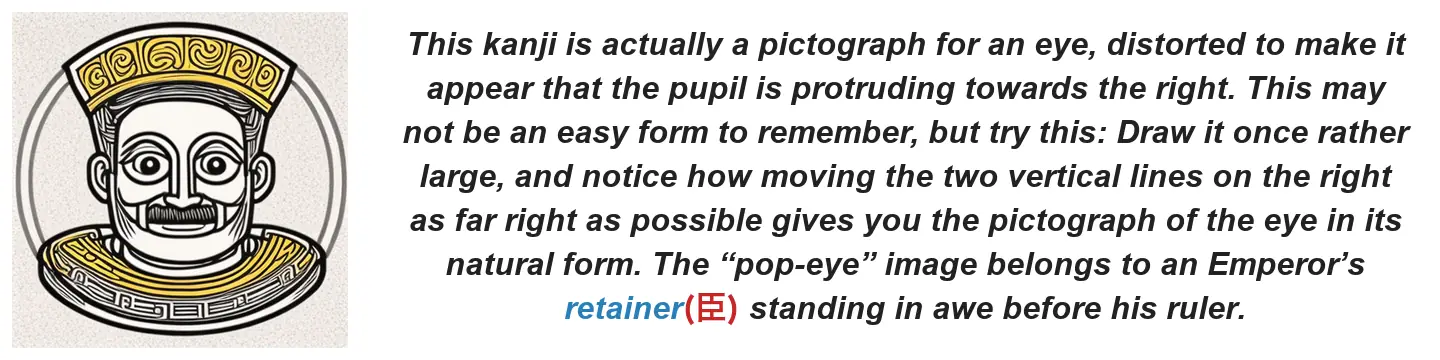 This kanji is actually a pictograph for an eye, distorted to make it
appear that the pupil is protruding towards the right. This may
not be an easy form to remember, but try this: Draw it once rather
large, and notice how moving the two vertical lines on the right
as far right as possible gives you the pictograph of the eye in its
natural form. The “pop-eye” image belongs to an Emperor’s
retainer(臣) standing in awe before his ruler.